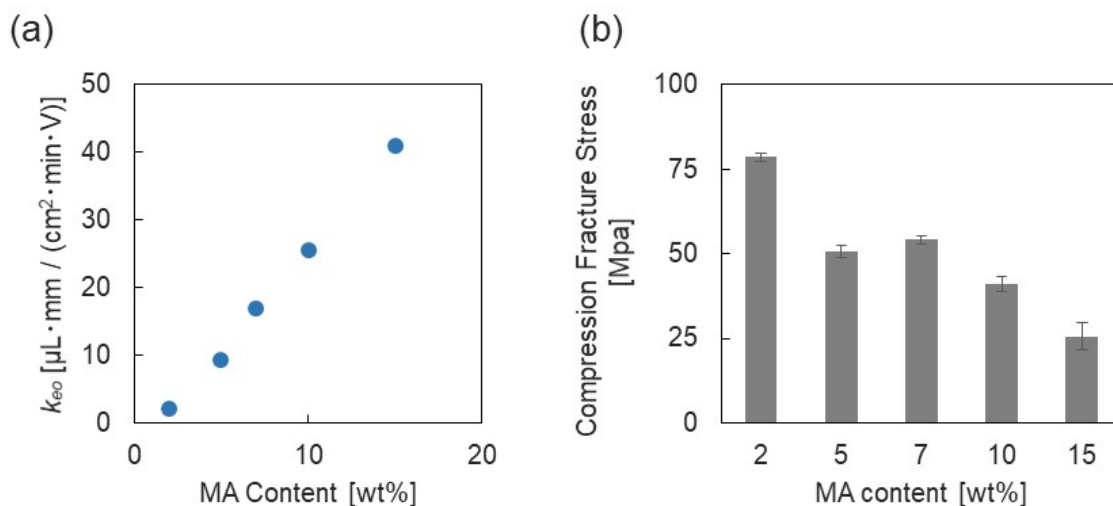 (a)
k_eo [µL·mm / (cm²·min·V)]
50
40
30
20
10
0
0 10 20
MA Content [wt%]
(b)
Compression Fracture Stress
[Mpa]
100
75
50
25
0
2 5 7 10 15
MA content [wt%]